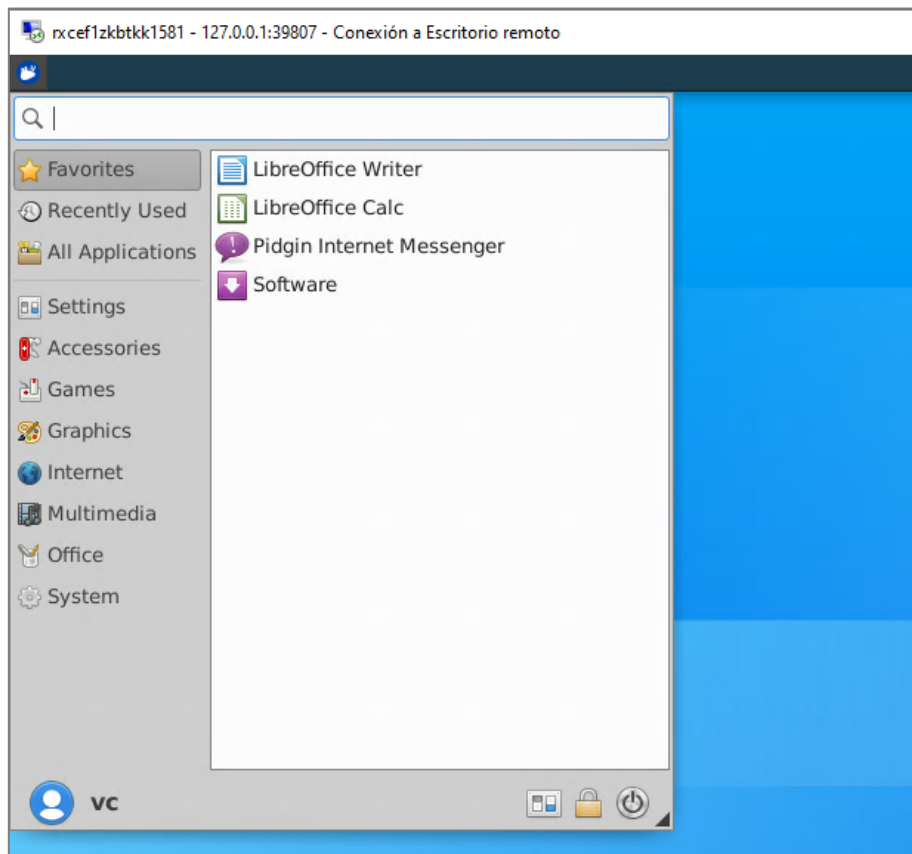 rxcef1zkbtkk1581 - 127.0.0.1:39807 - Conexión a Escritorio remoto
Favorites
Recently Used
All Applications
Settings
Accessories
Games
Graphics
Internet
Multimedia
Office
System
LibreOffice Writer
LibreOffice Calc
Pidgin Internet Messenger
Software
vc